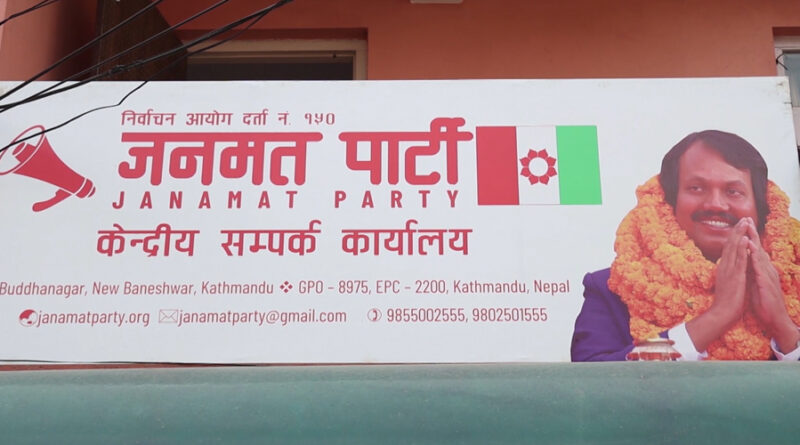 निर्वाचन आयोग दर्ता नं. १५०
जनमत पार्टी
JANAMAT PARTY
केन्द्रीय सम्पर्क कार्यालय
Buddhanagar, New Baneshwar, Kathmandu ❖ GPO - 8975, EPC - 2200, Kathmandu, Nepal
janamatparty.org janamatparty@gmail.com 9855002555, 9802501555